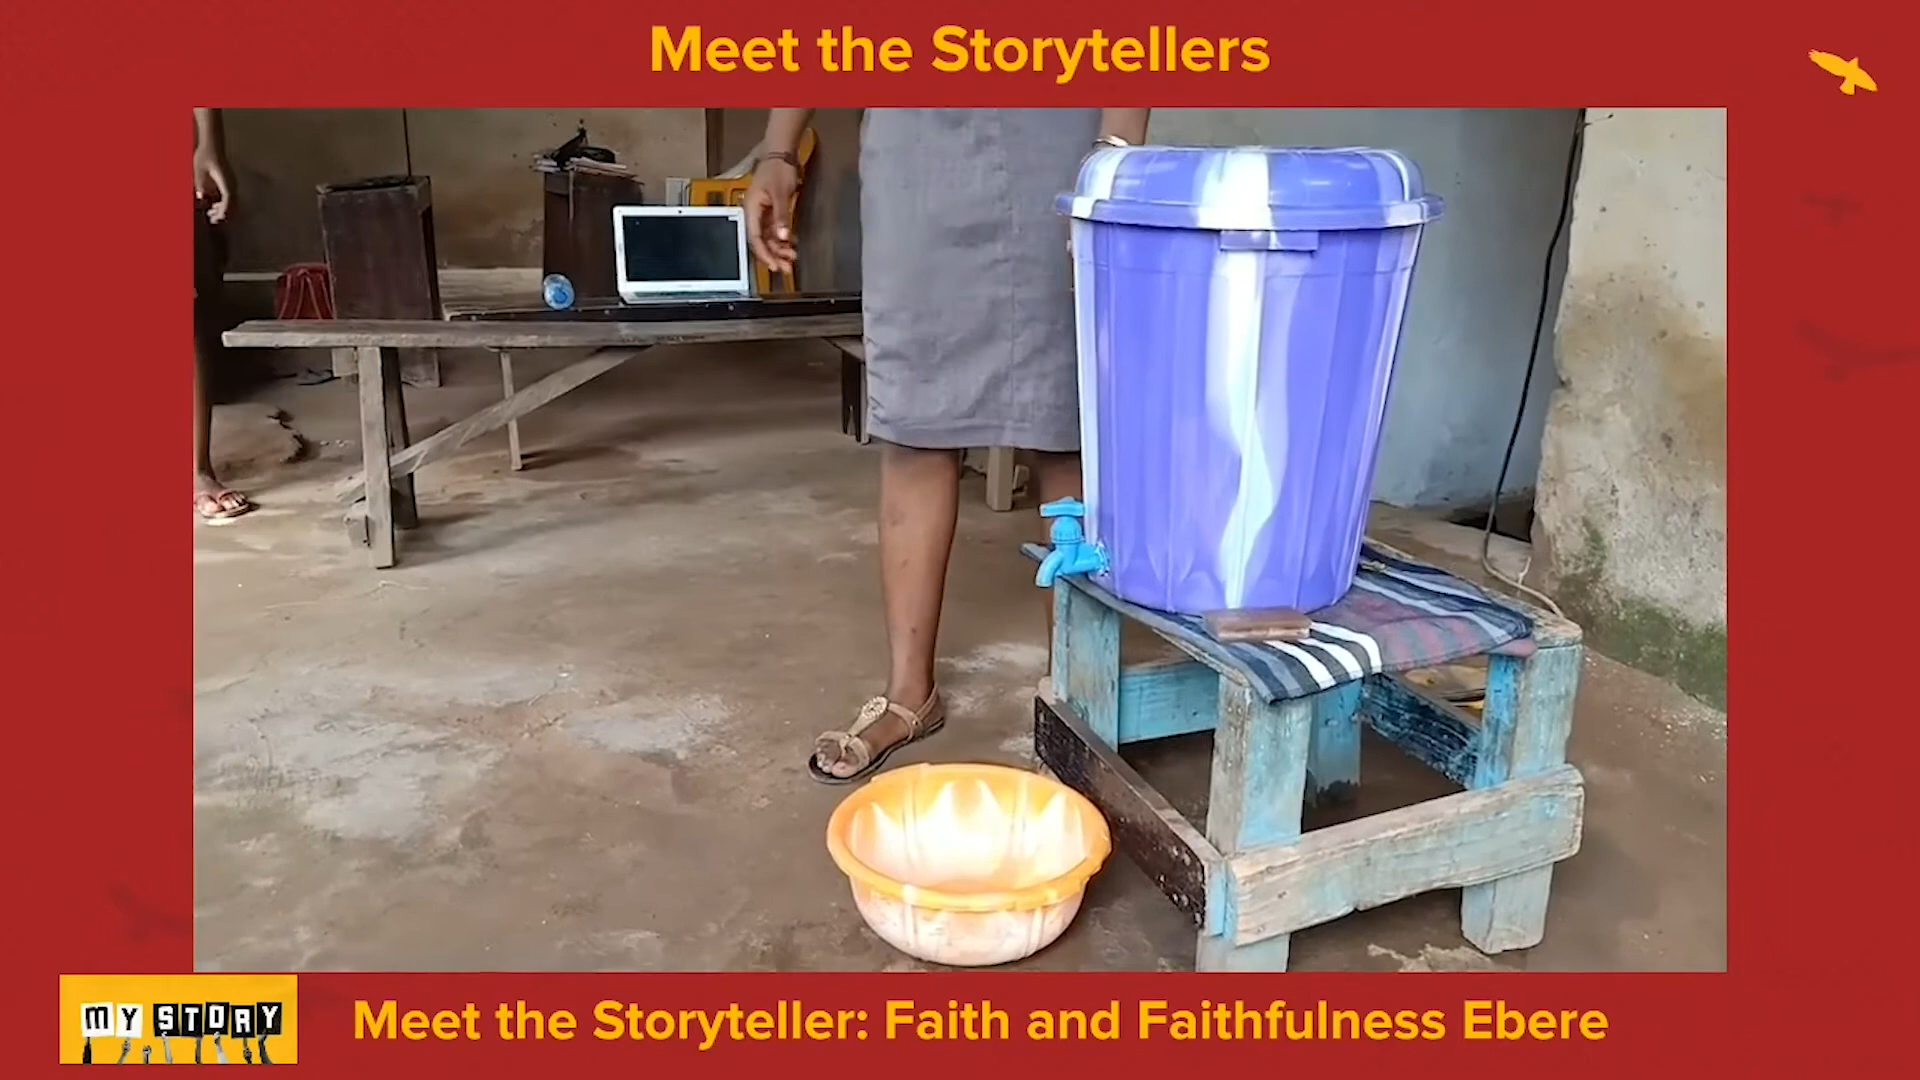 Meet the Storytellers
MY STORY
Meet the Storyteller: Faith and Faithfulness Ebere